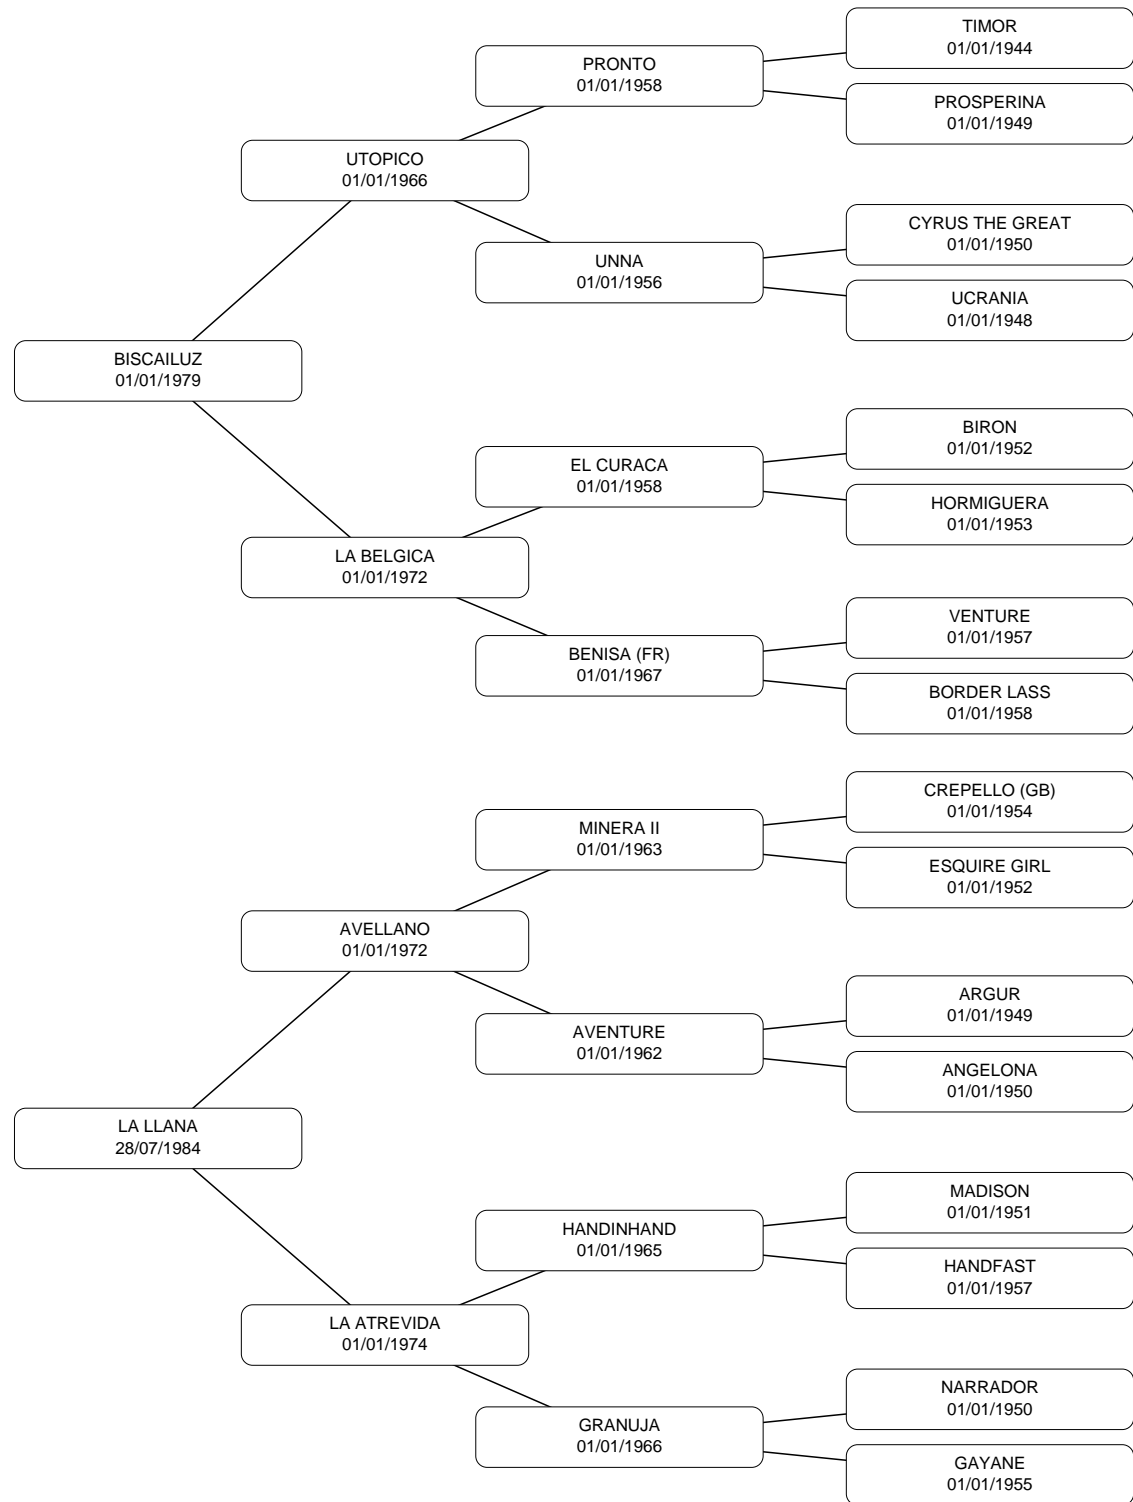 TIMOR
01/01/1944
PRONTO
01/01/1958
PROSPERINA
01/01/1949
UTOPICO
01/01/1966
CYRUS THE GREAT
01/01/1950
UNNA
01/01/1956
UCRANIA
01/01/1948
BISCAILUZ
01/01/1979
BIRON
01/01/1952
EL CURACA
01/01/1958
HORMIGUERA
01/01/1953
LA BELGICA
01/01/1972
VENTURE
01/01/1957
BENISA (FR)
01/01/1967
BORDER LASS
01/01/1958
CREPELLO (GB)
01/01/1954
MINERA II
01/01/1963
ESQUIRE GIRL
01/01/1952
AVELLANO
01/01/1972
ARGUR
01/01/1949
AVENTURE
01/01/1962
ANGELONA
01/01/1950
LA LLANA
28/07/1984
MADISON
01/01/1951
HANDINHAND
01/01/1965
HANDFAST
01/01/1957
LA ATREVIDA
01/01/1974
NARRADOR
01/01/1950
GRANUJA
01/01/1966
GAYANE
01/01/1955